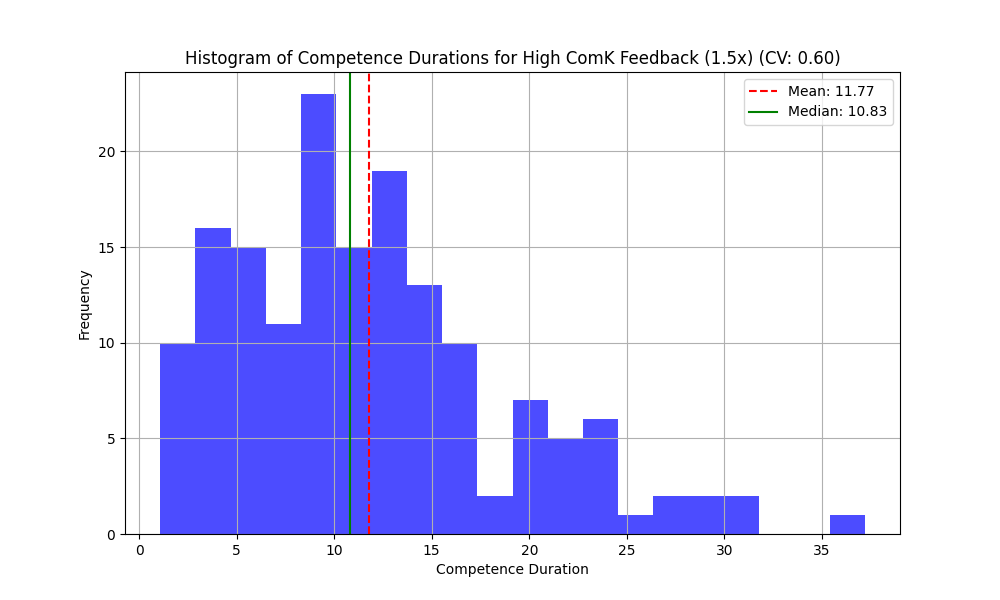 Histogram of Competence Durations for High ComK Feedback (1.5x) (CV: 0.60)
Mean: 11.77
Median: 10.83
Frequency
20
15
10
5
0
0 5 10 15 20 25 30 35
Competence Duration